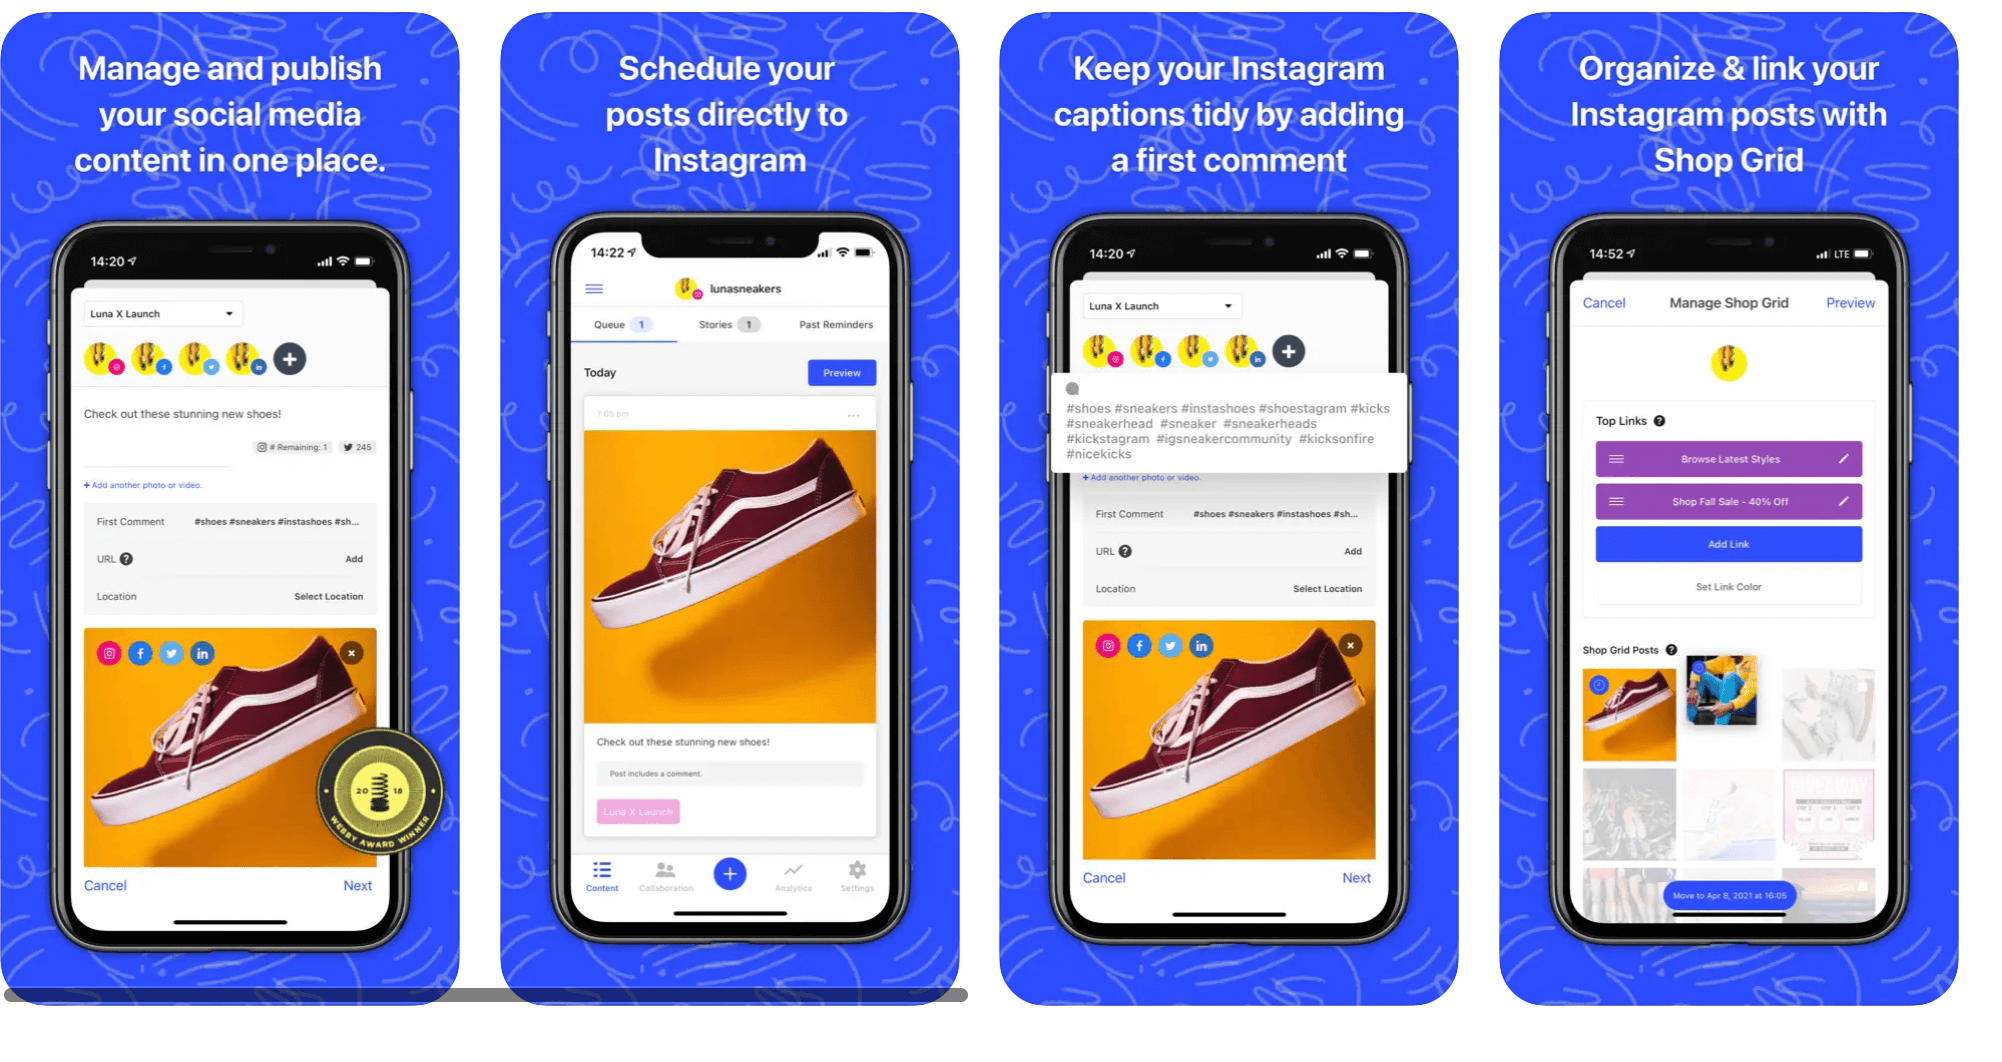 Manage and publish
your social media
content in one place.
14:20
Luna X Launch
Check out these stunning new shoes!
# Remaining: 1
245
+ Add another photo or video.
First Comment #shoes #sneakers #instashoes #sh...
URL ? Add
Location Select Location
in
20 18
WEBBY AWARD WINNER
Cancel Next
Schedule your
posts directly to
Instagram
14:22
lunasneakers
Queue 1 Stories 1 Past Reminders
Today Preview
7:05 pm
Check out these stunning new shoes!
Post includes a comment.
Luna X Launch
Content Collaboration Analytics Settings
Keep your Instagram
captions tidy by adding
a first comment
14:20
Luna X Launch
#shoes #sneakers #instashoes #shoestagram #kicks
#sneakerhead #sneaker #sneakerheads
#kickstagram #igsneakercommunity #kicksonfire
#nicekicks
+ Add another photo or video.
First Comment #shoes #sneakers #instashoes #sh...
URL ? Add
Location Select Location
in
Cancel Next
Organize & link your
Instagram posts with
Shop Grid
14:52 LTE
Cancel Manage Shop Grid Preview
Top Links ?
Browse Latest Styles
Shop Fall Sale - 40% Off
Add Link
Set Link Color
Shop Grid Posts ?
GIVEAWAY
Move to Apr 8, 2021 at 16:05